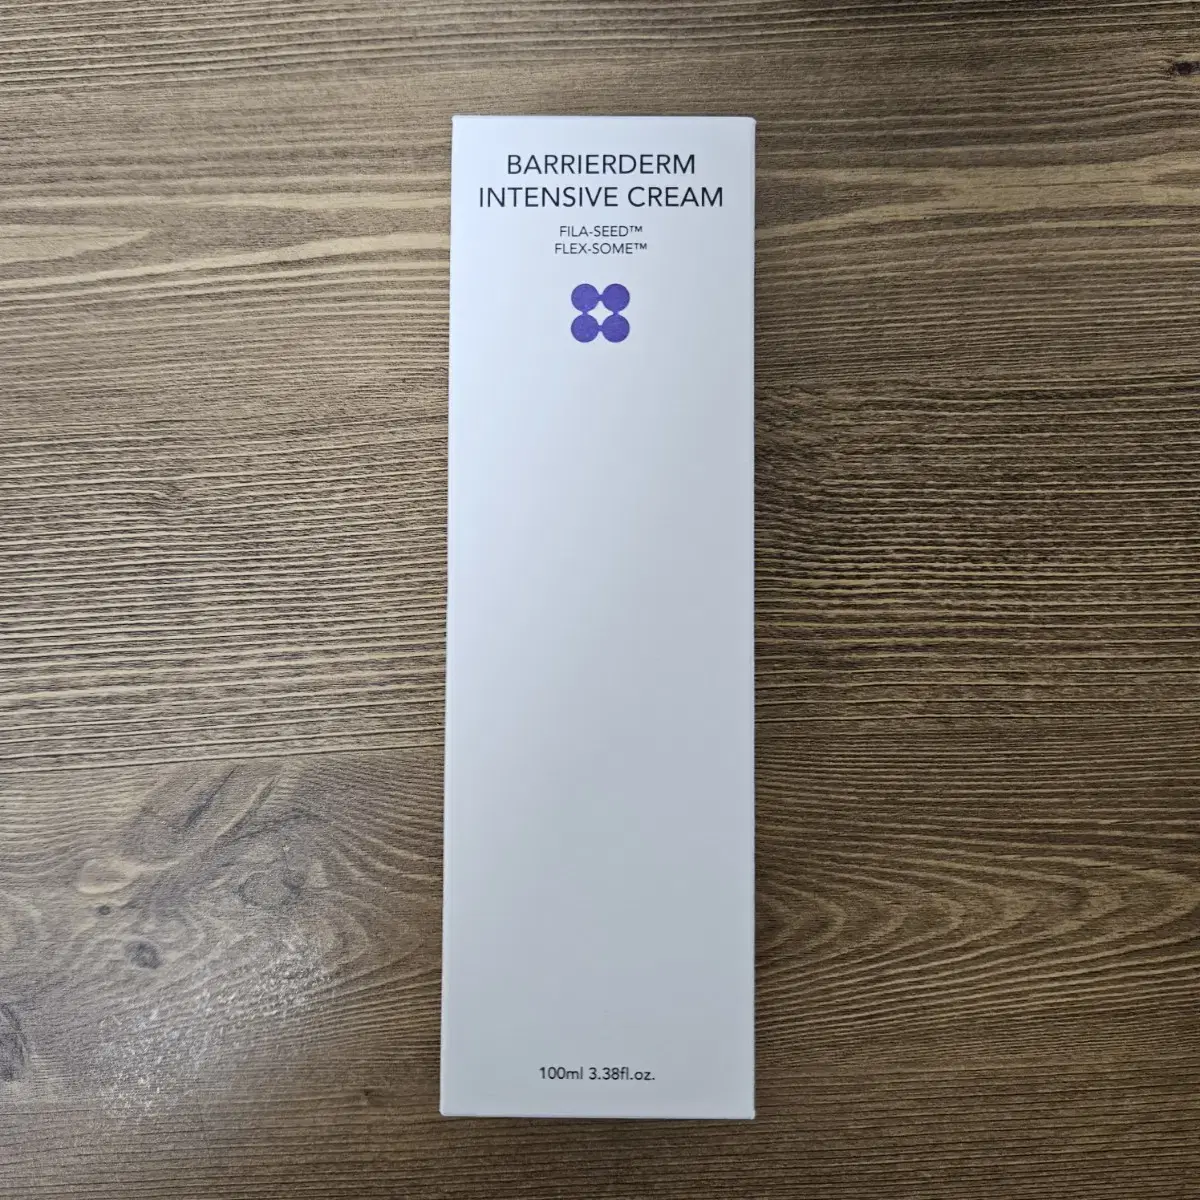 BARRIERDERM
INTENSIVE CREAM
FILA-SEED™
FLEX-SOME™
100ml 3.38fl.oz.